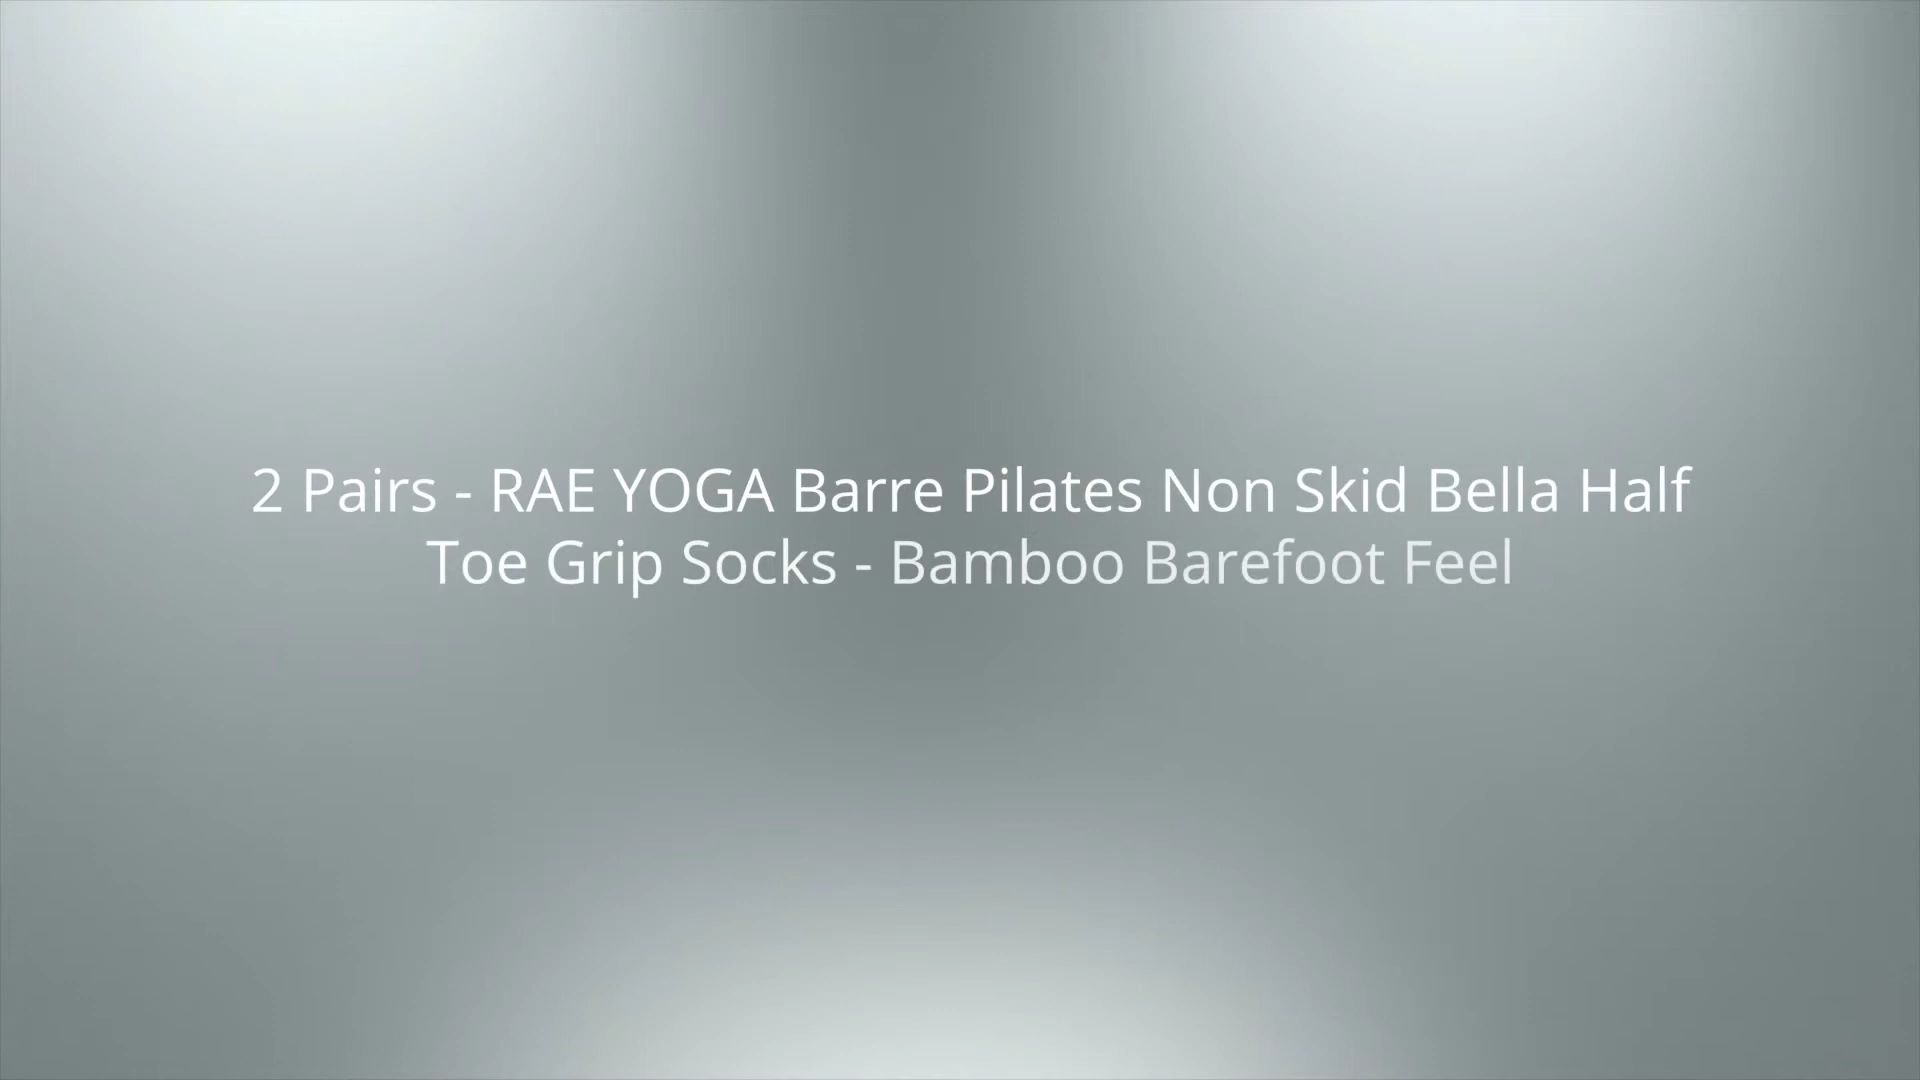 2 Pairs - RAE YOGA Barre Pilates Non Skid Bella Half
Toe Grip Socks - Bamboo Barefoot Feel